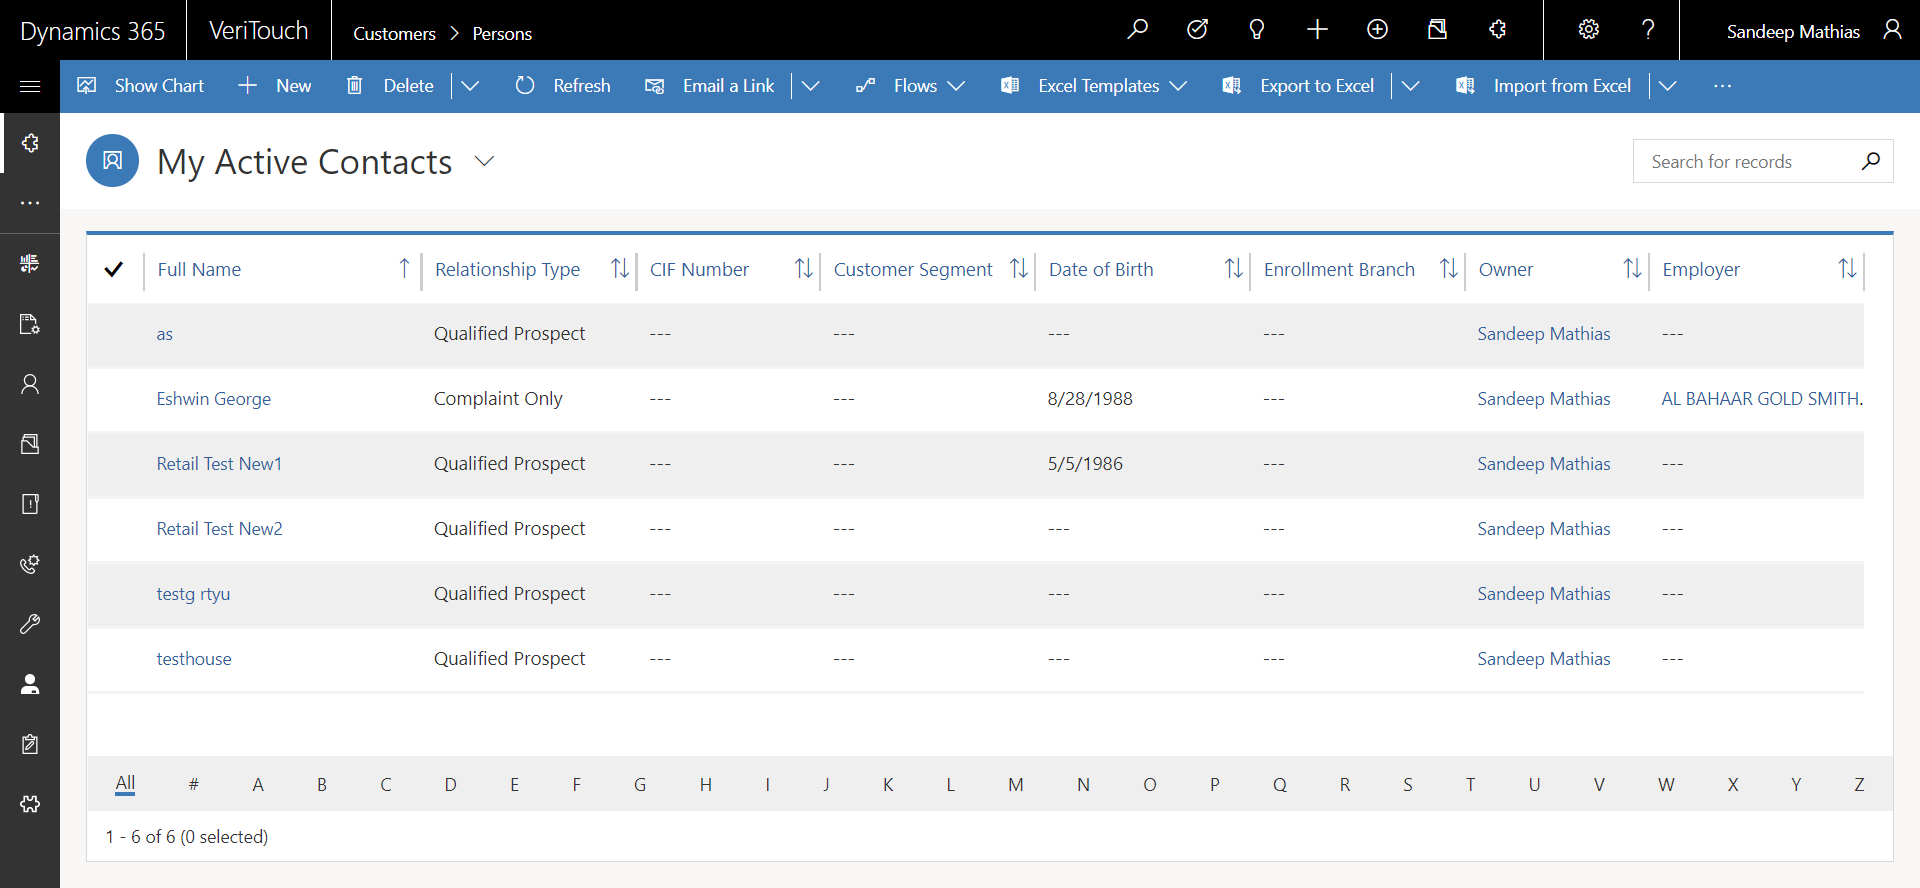 Dynamics 365 VeriTouch Customers > Persons ? Sandeep Mathias
Show Chart New Delete Refresh Email a Link Flows Excel Templates Export to Excel Import from Excel ...
My Active Contacts Search for records
Full Name Relationship Type CIF Number Customer Segment Date of Birth Enrollment Branch Owner Employer
as Qualified Prospect --- --- --- --- Sandeep Mathias ---
Eshwin George Complaint Only --- --- 8/28/1988 --- Sandeep Mathias AL BAHAAR GOLD SMITH.
Retail Test New1 Qualified Prospect --- --- 5/5/1986 --- Sandeep Mathias ---
Retail Test New2 Qualified Prospect --- --- --- --- Sandeep Mathias ---
testg rtyu Qualified Prospect --- --- --- --- Sandeep Mathias ---
testhouse Qualified Prospect --- --- --- --- Sandeep Mathias ---
All # A B C D E F G H I J K L M N O P Q R S T U V W X Y Z
1 - 6 of 6 (0 selected)